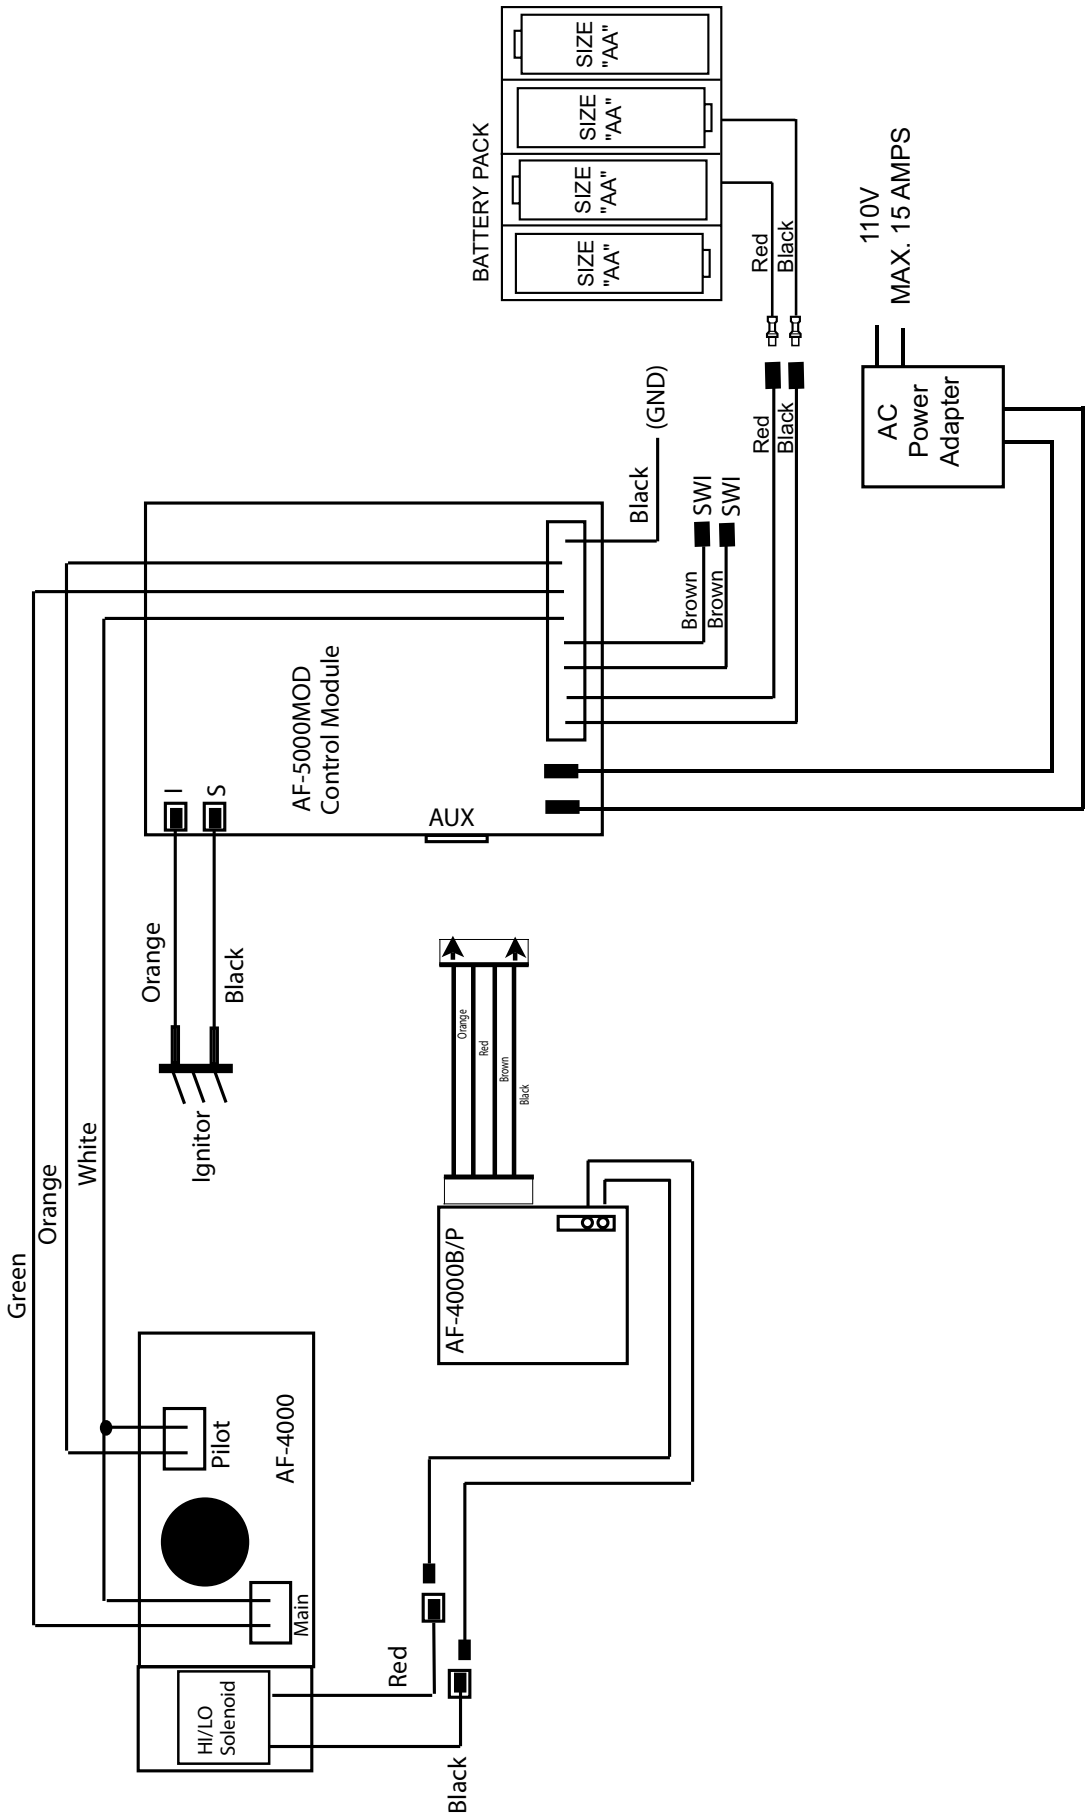 BATTERY PACK
SIZE
"AA"
SIZE
"AA"
SIZE
"AA"
SIZE
"AA"
Red
Black
110V
MAX. 15 AMPS
AC
Power
Adapter
Red
Black
(GND)
Black
SWI
SWI
Brown
Brown
AF-5000MOD
Control Module
I
S
AUX
Orange
Black
Ignitor
Orange
Red
Brown
Black
White
Orange
Green
AF-4000B/P
Pilot
AF-4000
Main
HI/LO
Solenoid
Red
Black